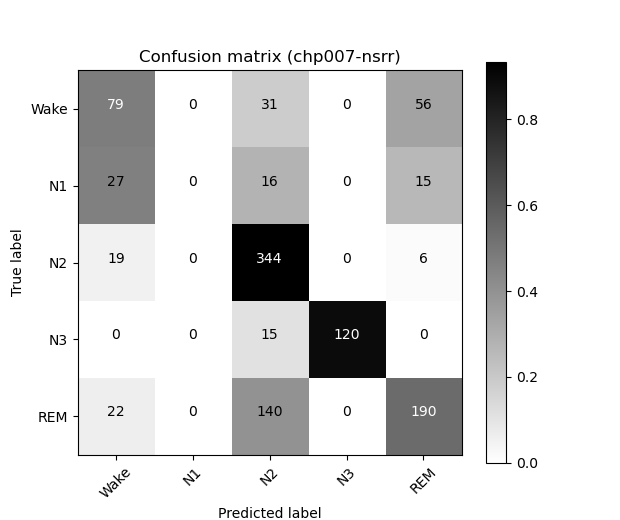 Confusion matrix (chp007-nsrr)
Wake 79 0 31 0 56
N1 27 0 16 0 15
N2 19 344 0 6
N3 0 0 15 120 0
REM 22 0 140 0 190
Wake N1 N2 N3 REM
True label
Predicted label
0.8
0.6
0.4
0.2
0.0